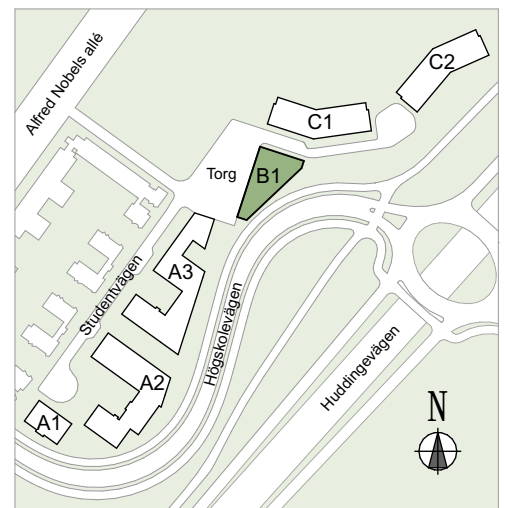 Alfred Nobels allé
C2
C1
Torg
B1
A3
Studentvägen
Högskolevägen
Huddingevägen
A2
A1
N